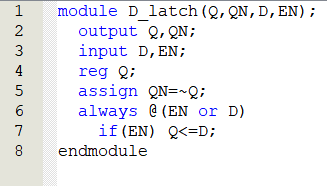 1 module D_latch(Q,QN,D,EN);
2   output Q,QN;
3   input D,EN;
4   reg Q;
5   assign QN=~Q;
6   always @(EN or D)
7     if(EN) Q<=D;
8 endmodule